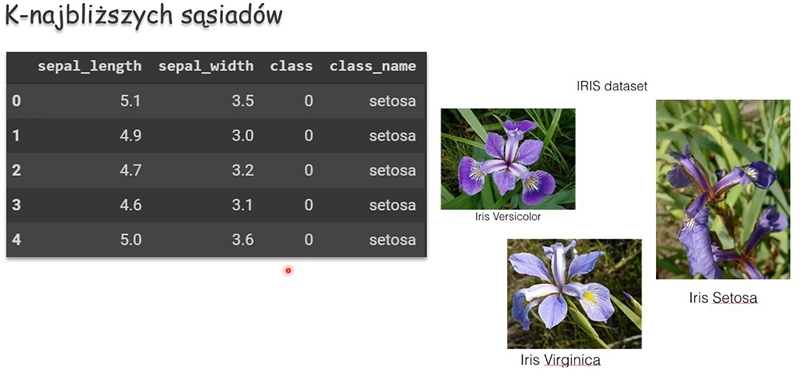 K-najbliższych sąsiadów
sepal_length sepal_width class class_name
0 5.1 3.5 0 setosa
1 4.9 3.0 0 setosa
2 4.7 3.2 0 setosa
3 4.6 3.1 0 setosa
4 5.0 3.6 0 setosa
IRIS dataset
Iris Versicolor
Iris Setosa
Iris Virginica